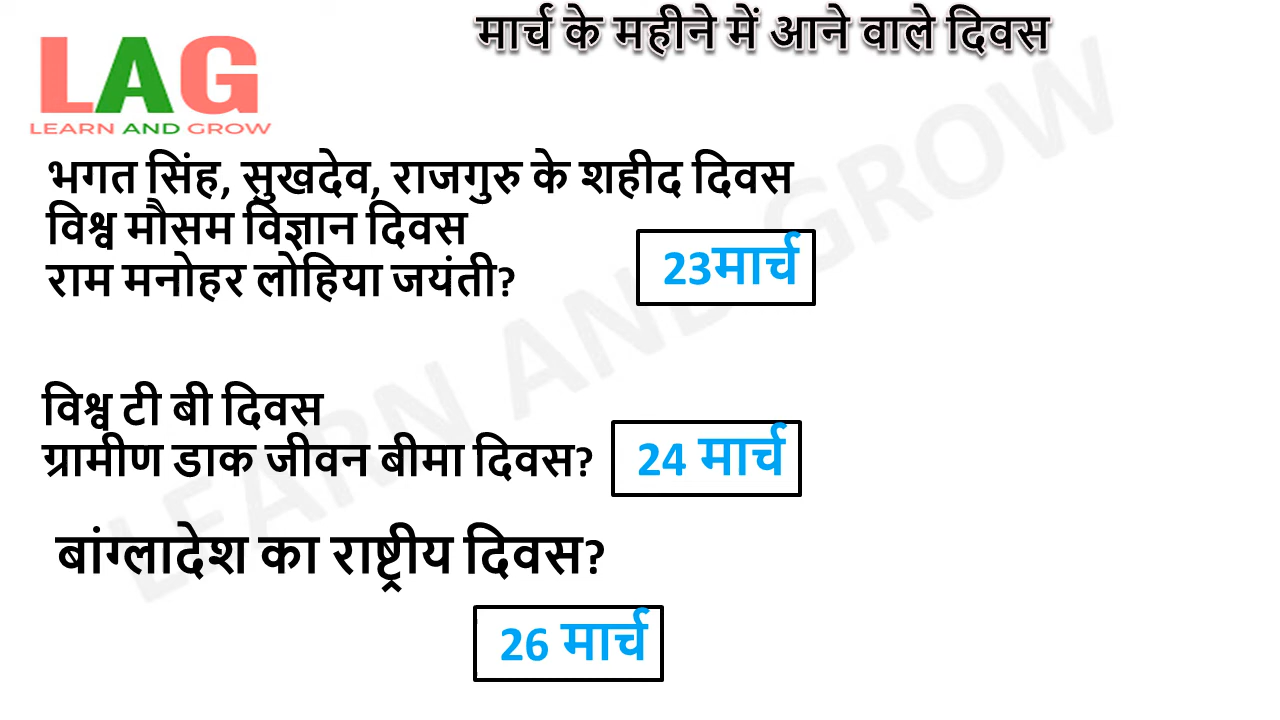 मार्च के महीने में आने वाले दिवस
LAG
LEARN AND GROW
भगत सिंह, सुखदेव, राजगुरु के शहीद दिवस
विश्व मौसम विज्ञान दिवस
राम मनोहर लोहिया जयंती?
23मार्च
विश्व टी बी दिवस
ग्रामीण डाक जीवन बीमा दिवस?
24 मार्च
बांग्लादेश का राष्ट्रीय दिवस?
26 मार्च
LEARN AND GROW